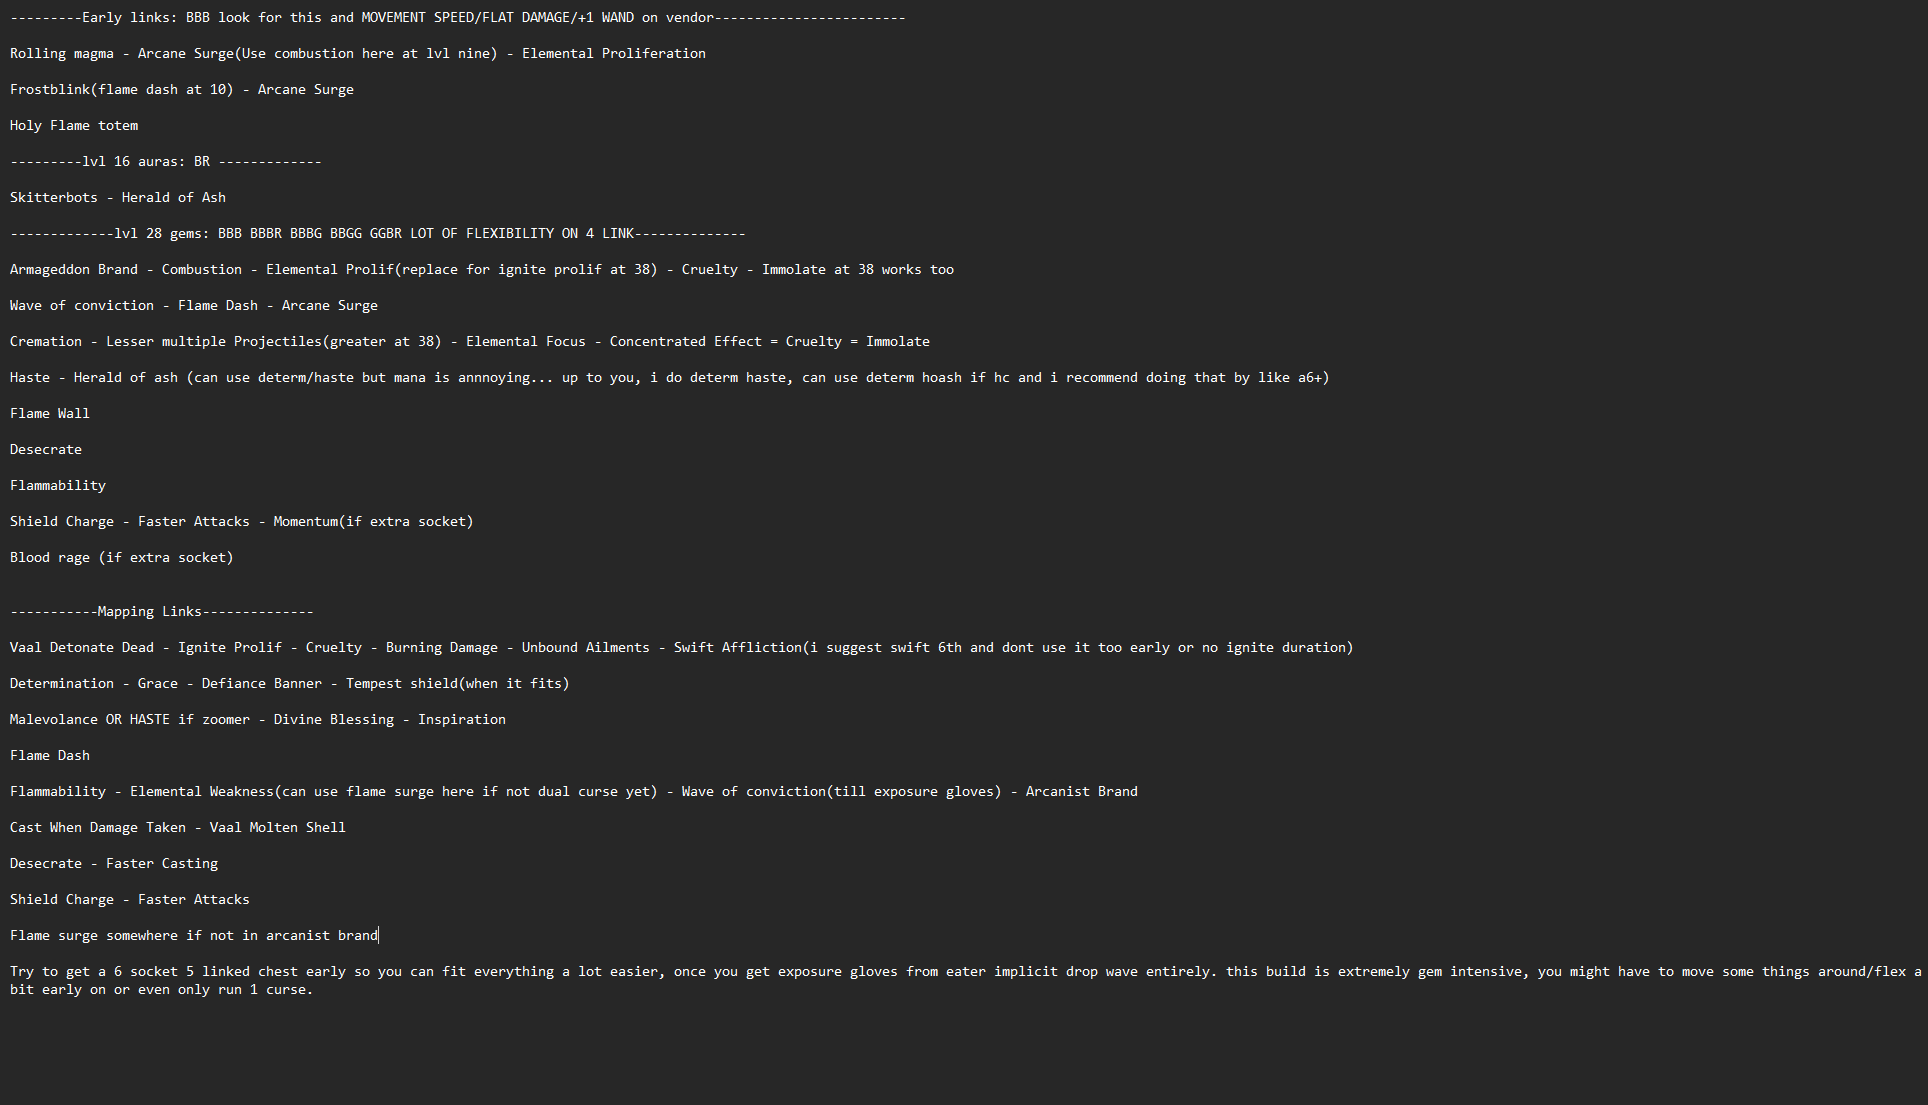 ---------Early links: BBB look for this and MOVEMENT SPEED/FLAT DAMAGE/+1 WAND on vendor------------------------
Rolling magma - Arcane Surge(Use combustion here at lvl nine) - Elemental Proliferation
Frostblink(flame dash at 10) - Arcane Surge
Holy Flame totem
---------lvl 16 auras: BR -------------
Skitterbots - Herald of Ash
-------------lvl 28 gems: BBB BBBR BBBG BBGG GGBR LOT OF FLEXIBILITY ON 4 LINK--------------
Armageddon Brand - Combustion - Elemental Prolif(replace for ignite prolif at 38) - Cruelty - Immolate at 38 works too
Wave of conviction - Flame Dash - Arcane Surge
Cremation - Lesser multiple Projectiles(greater at 38) - Elemental Focus - Concentrated Effect = Cruelty = Immolate
Haste - Herald of ash (can use determ/haste but mana is annnoying... up to you, i do determ haste, can use determ hoash if hc and i recommend doing that by like a6+)
Flame Wall
Desecrate
Flammability
Shield Charge - Faster Attacks - Momentum(if extra socket)
Blood rage (if extra socket)
-----------Mapping Links--------------
Vaal Detonate Dead - Ignite Prolif - Cruelty - Burning Damage - Unbound Ailments - Swift Affliction(i suggest swift 6th and dont use it too early or no ignite duration)
Determination - Grace - Defiance Banner - Tempest shield(when it fits)
Malevolance OR HASTE if zoomer - Divine Blessing - Inspiration
Flame Dash
Flammability - Elemental Weakness(can use flame surge here if not dual curse yet) - Wave of conviction(till exposure gloves) - Arcanist Brand
Cast When Damage Taken - Vaal Molten Shell
Desecrate - Faster Casting
Shield Charge - Faster Attacks
Flame surge somewhere if not in arcanist brand
Try to get a 6 socket 5 linked chest early so you can fit everything a lot easier, once you get exposure gloves from eater implicit drop wave entirely. this build is extremely gem intensive, you might have to move some things around/flex a
bit early on or even only run 1 curse.